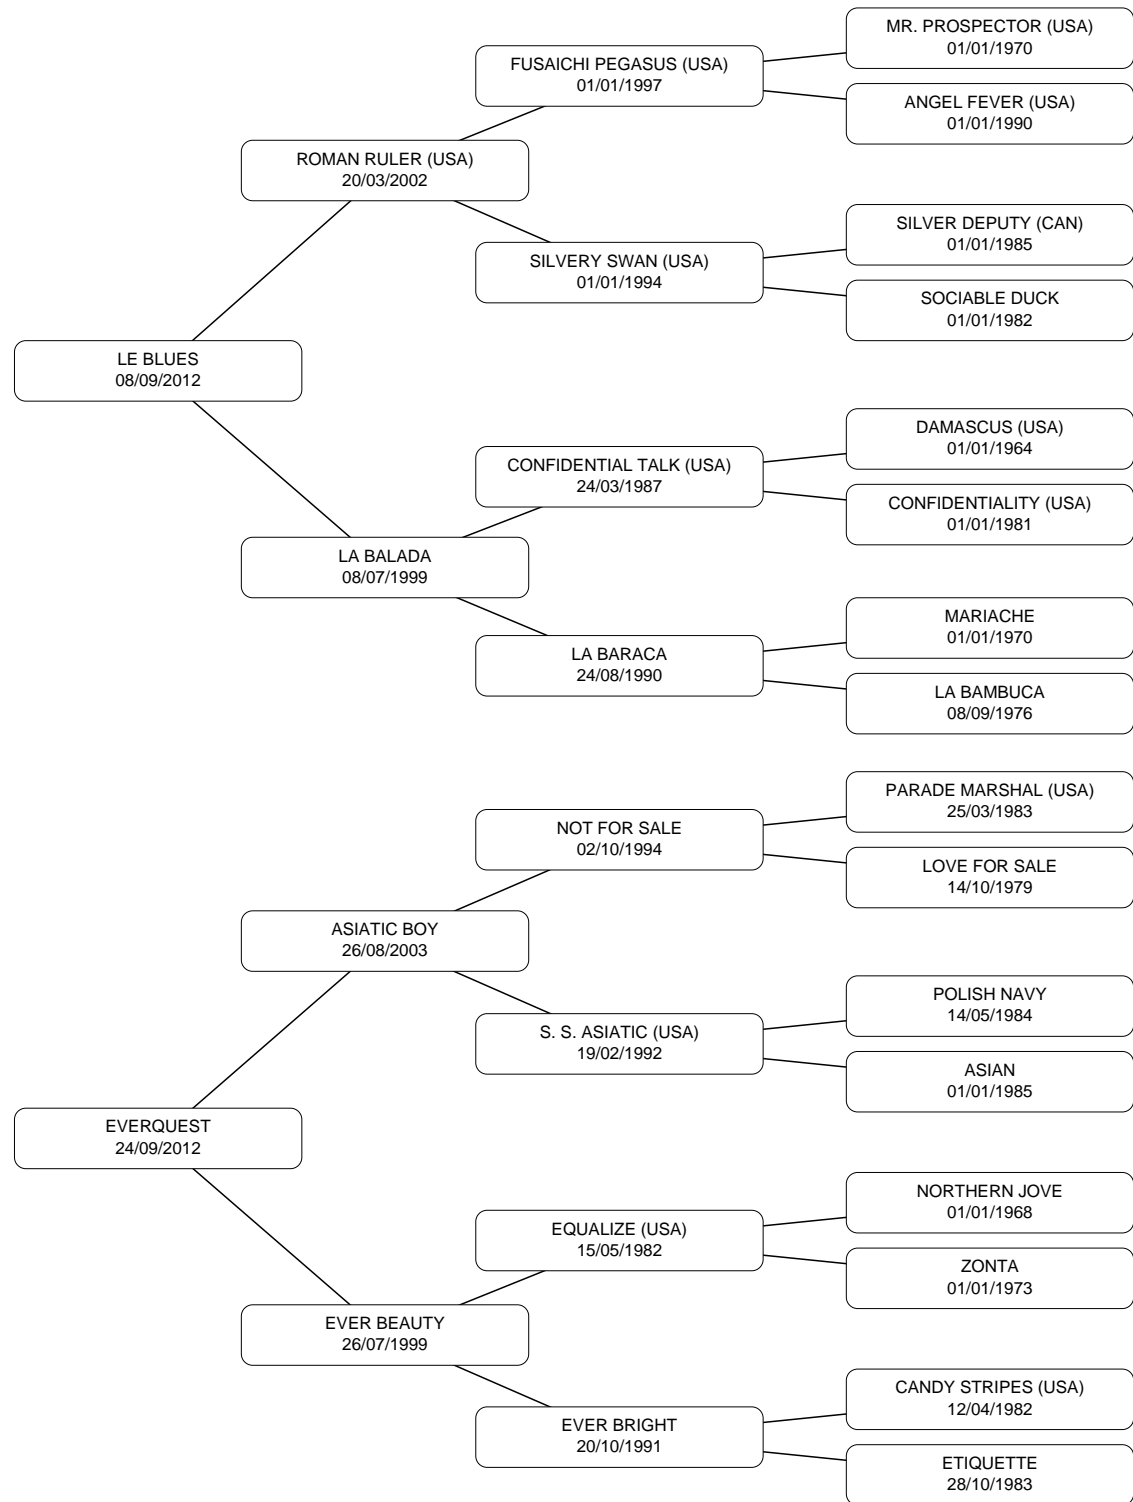 MR. PROSPECTOR (USA)
01/01/1970
FUSAICHI PEGASUS (USA)
01/01/1997
ANGEL FEVER (USA)
01/01/1990
ROMAN RULER (USA)
20/03/2002
SILVER DEPUTY (CAN)
01/01/1985
SILVERY SWAN (USA)
01/01/1994
SOCIABLE DUCK
01/01/1982
LE BLUES
08/09/2012
DAMASCUS (USA)
01/01/1964
CONFIDENTIAL TALK (USA)
24/03/1987
CONFIDENTIALITY (USA)
01/01/1981
LA BALADA
08/07/1999
MARIACHE
01/01/1970
LA BARACA
24/08/1990
LA BAMBUCA
08/09/1976
PARADE MARSHAL (USA)
25/03/1983
NOT FOR SALE
02/10/1994
LOVE FOR SALE
14/10/1979
ASIATIC BOY
26/08/2003
POLISH NAVY
14/05/1984
S. S. ASIATIC (USA)
19/02/1992
ASIAN
01/01/1985
EVERQUEST
24/09/2012
NORTHERN JOVE
01/01/1968
EQUALIZE (USA)
15/05/1982
ZONTA
01/01/1973
EVER BEAUTY
26/07/1999
CANDY STRIPES (USA)
12/04/1982
EVER BRIGHT
20/10/1991
ETIQUETTE
28/10/1983